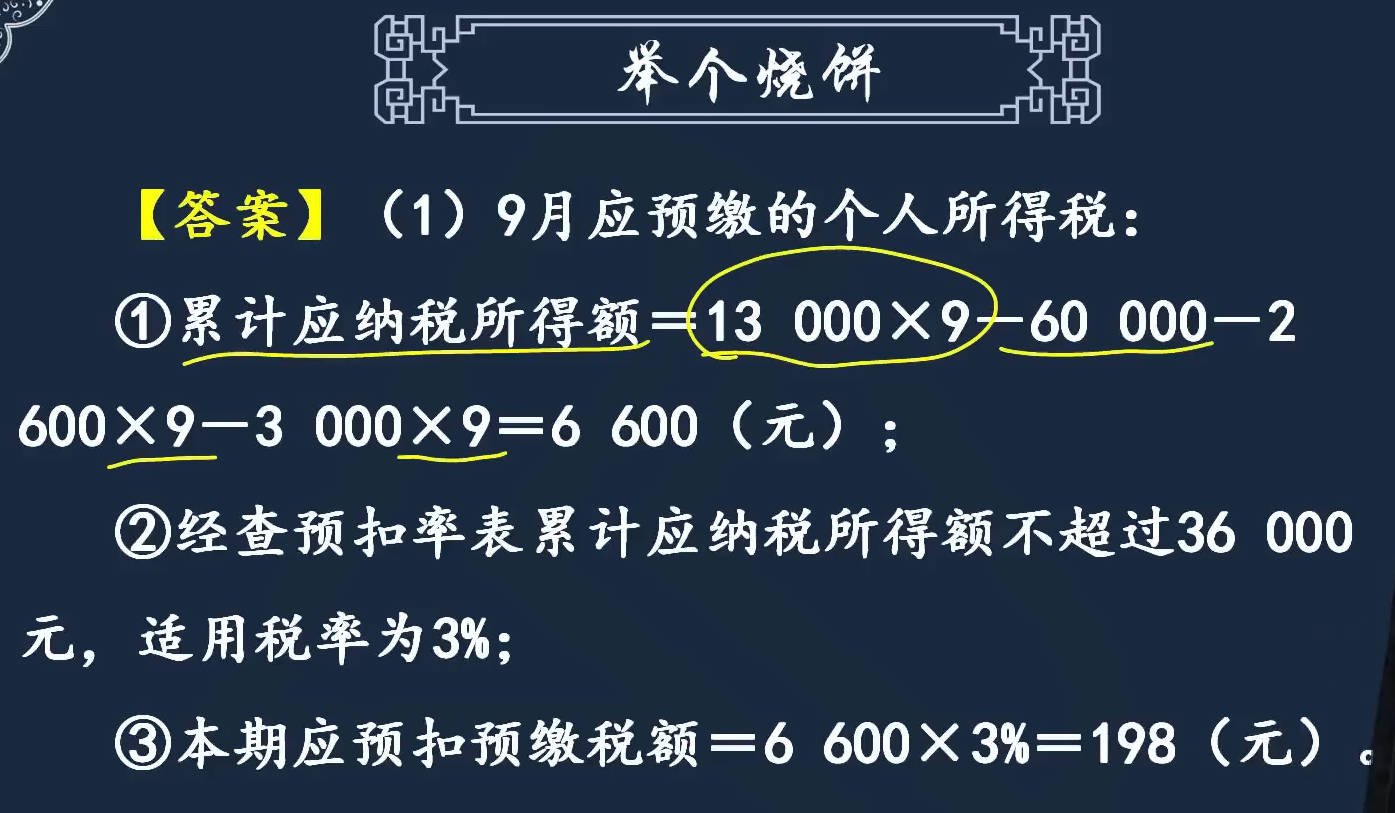 举个烧饼
【答案】（1）9月应预缴的个人所得税：
①累计应纳税所得额＝13 000×9－60 000－2
600×9－3 000×9＝6 600（元）；
②经查预扣率表累计应纳税所得额不超过36 000
元，适用税率为3%；
③本期应预扣预缴税额＝6 600×3%＝198（元）。